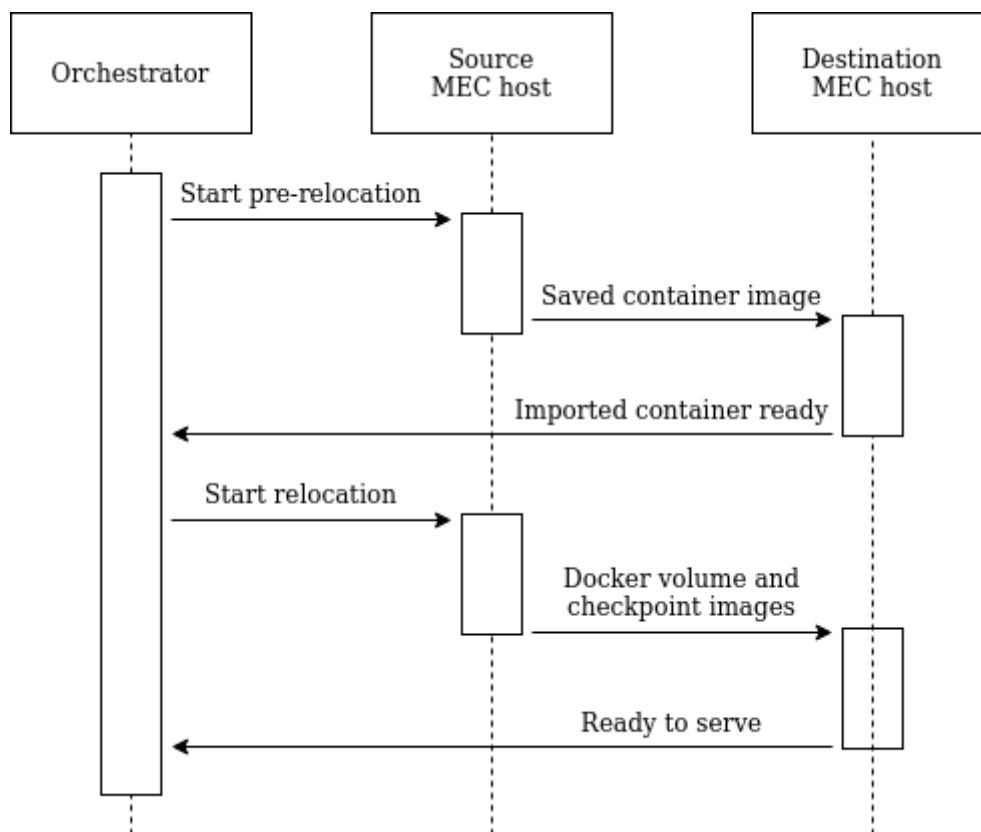 Orchestrator
Source
MEC host
Destination
MEC host
Start pre-relocation
Saved container image
Imported container ready
Start relocation
Docker volume and
checkpoint images
Ready to serve